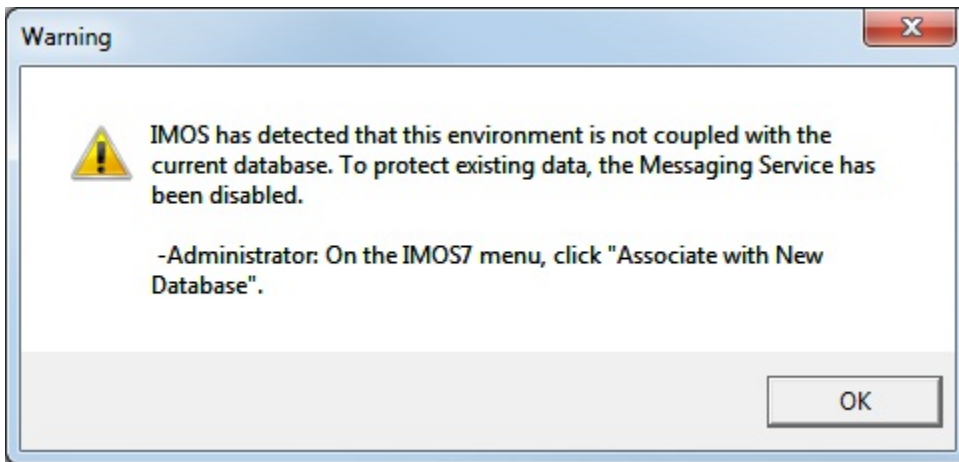 Warning
IMOS has detected that this environment is not coupled with the
current database. To protect existing data, the Messaging Service has
been disabled.
-Administrator: On the IMOS7 menu, click "Associate with New
Database".
OK